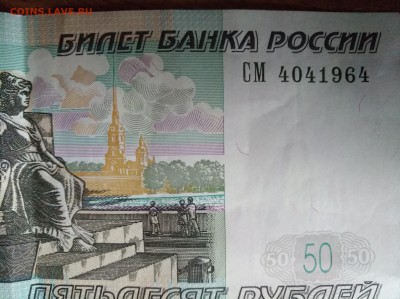 COINS.LAVE.RU
БИЛЕТ БАНКА РОССИИ
СМ 4041964
50 50 50
ПЯТЬДЕСЯТ РУБЛЕЙ